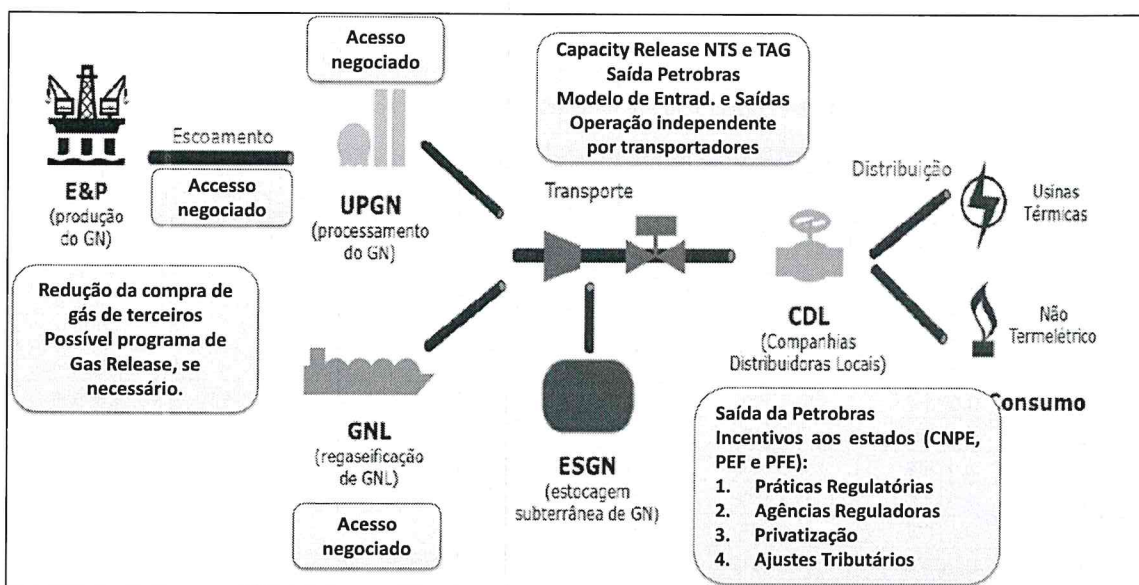 Acesso
negociado
Capacity Release NTS e TAG
Saída Petrobras
Modelo de Entrad. e Saídas
Operação independente
por transportadores
Escoamento
Accesso
negociado
E&P
(produção
do GN)
UPGN
(processamento
do GN)
Transporte
Distribuição
Usinas
Térmicas
Redução da compra de
gás de terceiros
Possível programa de
Gas Release, se
necessário.
GNL
(regaseificação
de GNL)
Acesso
negociado
ESGN
(estocagem
subterrânea de GN)
CDL
(Companhias
Distribuidoras Locais)
Não
Termelétrico
Consumo
Saída da Petrobras
Incentivos aos estados (CNPE,
PEF e PFE):
1. Práticas Regulatórias
2. Agências Reguladoras
3. Privatização
4. Ajustes Tributários